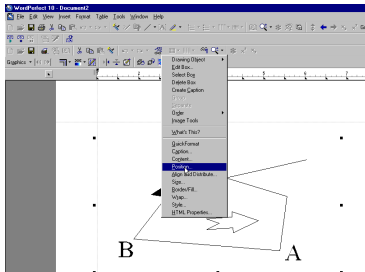 WordPerfect 10 - Document2
File Edit View Insert Format Table Tools Window Help
Graphics
Drawing Object
Edit Box...
Select Box
Delete Box
Create Caption
Group
Separate
Order
Image Tools
What's This?
QuickFormat
Caption...
Content...
Position...
Align and Distribute...
Size...
Border/Fill...
Wrap...
Style...
HTML Properties...
B
A